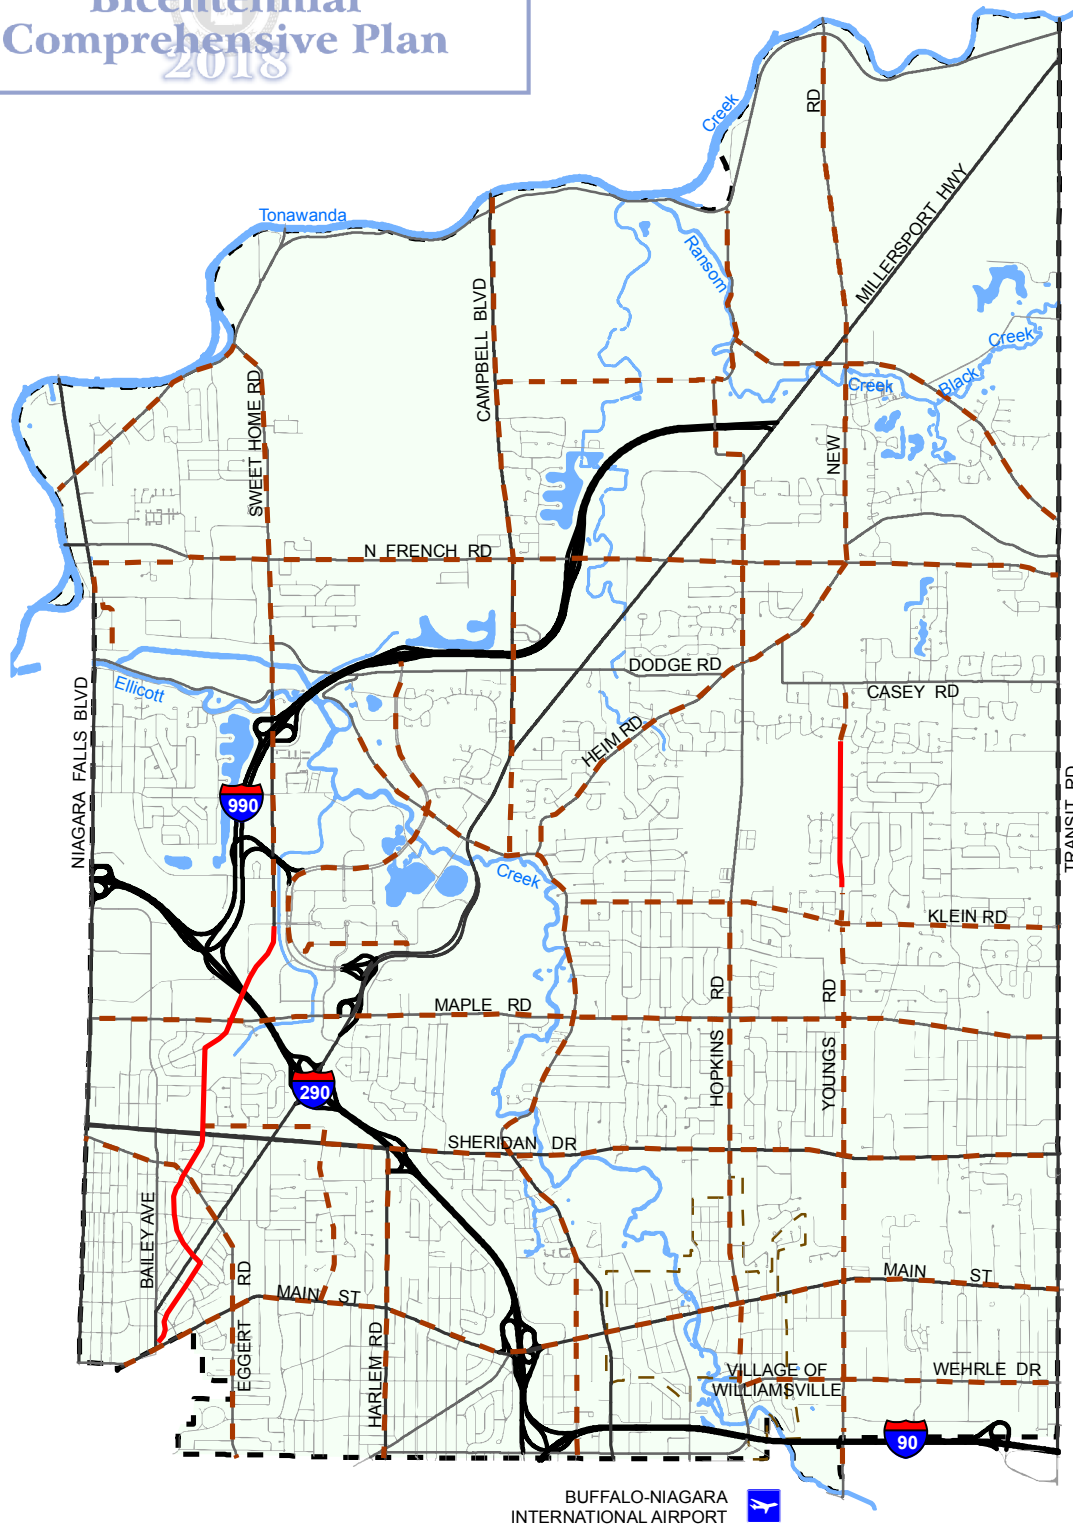 Bicentennial
Comprehensive Plan
2018
Creek
RD
Tonawanda
MILLERSPORT HWY
Ransom
CAMPBELL BLVD
Creek
Black
Creek
SWEET HOME RD
NEW
N FRENCH RD
DODGE RD
Ellicott
CASEY RD
HEIM RD
NIAGARA FALLS BLVD
TRANSIT RD
990
Creek
KLEIN RD
MAPLE RD
HOPKINS RD
YOUNGS RD
290
SHERIDAN DR
BAILEY AVE
EGGERT RD
MAIN ST
MAIN ST
HARLEM RD
VILLAGE OF
WILLIAMSVILLE
WEHRLE DR
90
BUFFALO-NIAGARA
INTERNATIONAL AIRPORT